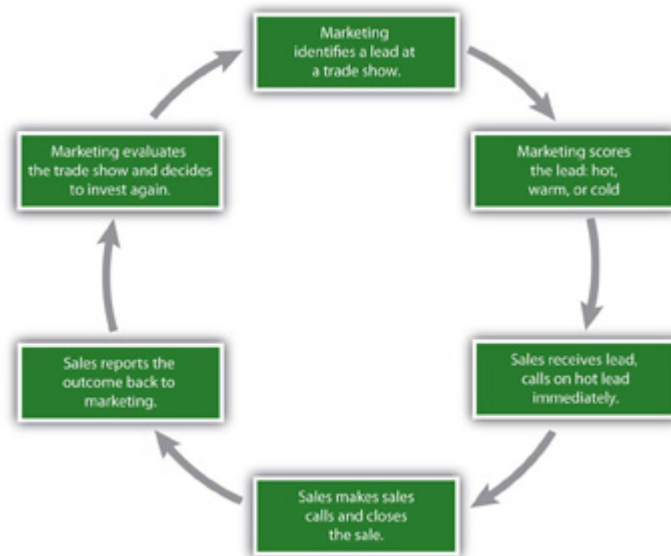 Marketing
identifies a lead at
a trade show.
Marketing scores
the lead: hot,
warm, or cold
Sales receives lead,
calls on hot lead
immediately.
Sales makes sales
calls and closes
the sale.
Sales reports the
outcome back to
marketing.
Marketing evaluates
the trade show and decides
to invest again.